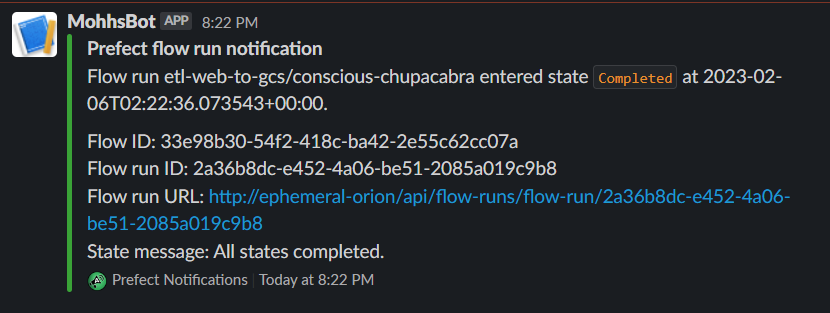 MohhsBot APP 8:22 PM
Prefect flow run notification
Flow run etl-web-to-gcs/conscious-chupacabra entered state Completed at 2023-02-
06T02:22:36.073543+00:00.
Flow ID: 33e98b30-54f2-418c-ba42-2e55c62cc07a
Flow run ID: 2a36b8dc-e452-4a06-be51-2085a019c9b8
Flow run URL: http://ephemeral-orion/api/flow-runs/flow-run/2a36b8dc-e452-4a06-
be51-2085a019c9b8
State message: All states completed.
Prefect Notifications | Today at 8:22 PM